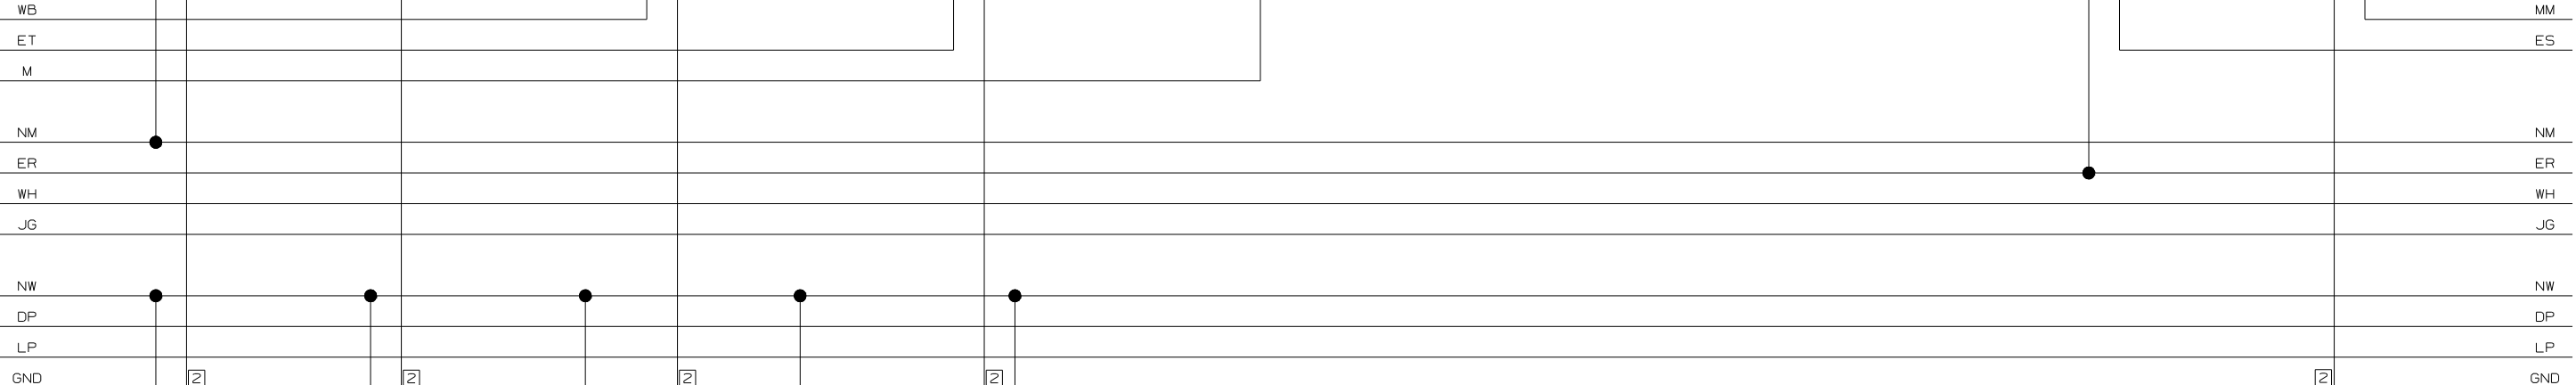 WB MM
ET ES
M
NM NM
ER ER
WH WH
JG JG
NW NW
DP DP
LP LP
GND 2 2 2 2 2 GND